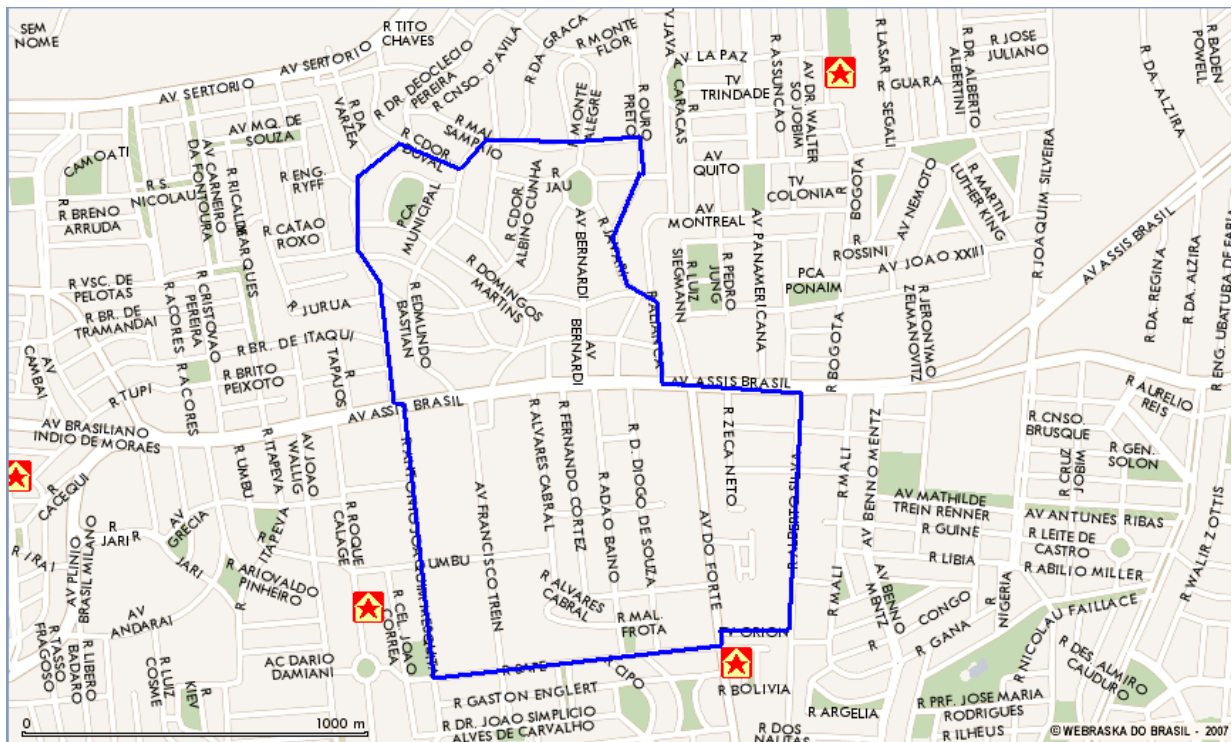 SEM
NOME
R TITO
CHAVES
R DA GRACA
R MONTE
FLOR
AV JAVA
AV LA PAZ
TV
TRINDADE
R ASSUNCAO
AV DR. WALTER
SO JOBIM
R LASAR
SEGALL
R GUARA
R DR. ALBERTO
ALBERTINI
R JOSE
JULIANO
R DA ALZIRA
R BADEN
POWELL
AV SERTORIO
AV SERTORIO
R DR. DEOCLECIO
PEREIRA
R CNSO. D'AVILA
R MAL
SAMPAIO
R MONTE
ALEGRE
R OURO
PRETO
R
CARACAS
R DA
VARZEA
R CDOR
DUVAL
AV MQ. DE
SOUZA
CAMOATI
R S.
NICOLAU
AV CARNEIRO
DA FONTOURA
R RICALDE
MARQUES
R ENG.
RYFF
PCA
MUNICIPAL
R CDOR
ALBINO CUNHA
R
JAU
AV
QUITO
TV
COLONIA
R
BOGOTA
AV NEMOTO
R MARTIN
LUTHER KING
R JOAQUIM SILVEIRA
R BRENO
ARRUDA
R CATAO
ROXO
AV BERNARDI
R JAVARI
AV
MONTREAL
AV PANAMERICANA
R
ROSSINI
AV JOAO XXIII
AV ASSIS BRASIL
R VSC. DE
PELOTAS
R BR. DE
TRAMANDAI
R ACORES
R CRISTOVAO
PEREIRA
R JURUA
R EDMUNDO
BASTIAN
R DOMINGOS
MARTINS
R LUIZ
SIEGMANN
R PEDRO
JUNG
PCA
PONAIM
R JERONIMO
ZELMANOVITZ
R DA. REGINA
R DA. ALZIRA
R ENG. UBATUBA DE FARIA
R ALIANCA
R BOGOTA
AV
CAMBAI
R TUPI
R ACORES
R BRITO
PEIXOTO
R BR. DE ITAQUI
R
TAPAJOS
AV
BERNARDI
AV ASSIS BRASIL
AV ASSIS BRASIL
R AURELIO
REIS
AV BRASILIANO
INDIO DE MORAES
R
CACEQUI
R UMBU
R ITAPEVA
AV JOAO
WALLIG
R ANTONIO JOAQUIM MESQUITA
AV FRANCISCO TREIN
R ALVARES CABRAL
R FERNANDO CORTEZ
R ADAO BAINO
R D. DIOGO DE SOUZA
R ZECA NETO
AV DO FORTE
R ALBERTO SILVA
R MALI
AV BENNO MENTZ
R CNSO.
BRUSQUE
R CRUZ
JOBIM
R GEN.
SOLON
AV MATHILDE
TREIN RENNER
AV ANTUNES RIBAS
R GUINE
R LEITE DE
CASTRO
R LIBIA
R ABILIO MILLER
R WALIR ZOTTIS
R IRAI
R
JARI
R
JARI
AV
GRECIA
R
ITAPEVA
R ROQUE
CALAGE
R ARIOVALDO
PINHEIRO
UMBU
R ALVARES
CABRAL
R MAL.
FROTA
AV ORION
R MALI
AV BENNO
MENTZ
R CONGO
R GANA
R
NIGERIA
R NICOLAU FAILLACE
AV PLINIO
BRASIL MILANO
AV
ANDARAI
R CEL. JOAO
CORREA
R TASSO
FRAGOSO
R LIBERO
BADARO
R LUIZ
COSME
R
KIEV
AC DARIO
DAMIANI
R SAPE
R CIPO
R GASTON ENGLERT
R DR. JOAO SIMPLICIO
ALVES DE CARVALHO
R BOLIVIA
R DOS
NAUTAS
R ARGELIA
R PRF. JOSE MARIA
RODRIGUES
R ILHEUS
R DES. ALMIRO
CAUDURO
0 1000 m
© WEBRASKA DO BRASIL - 200